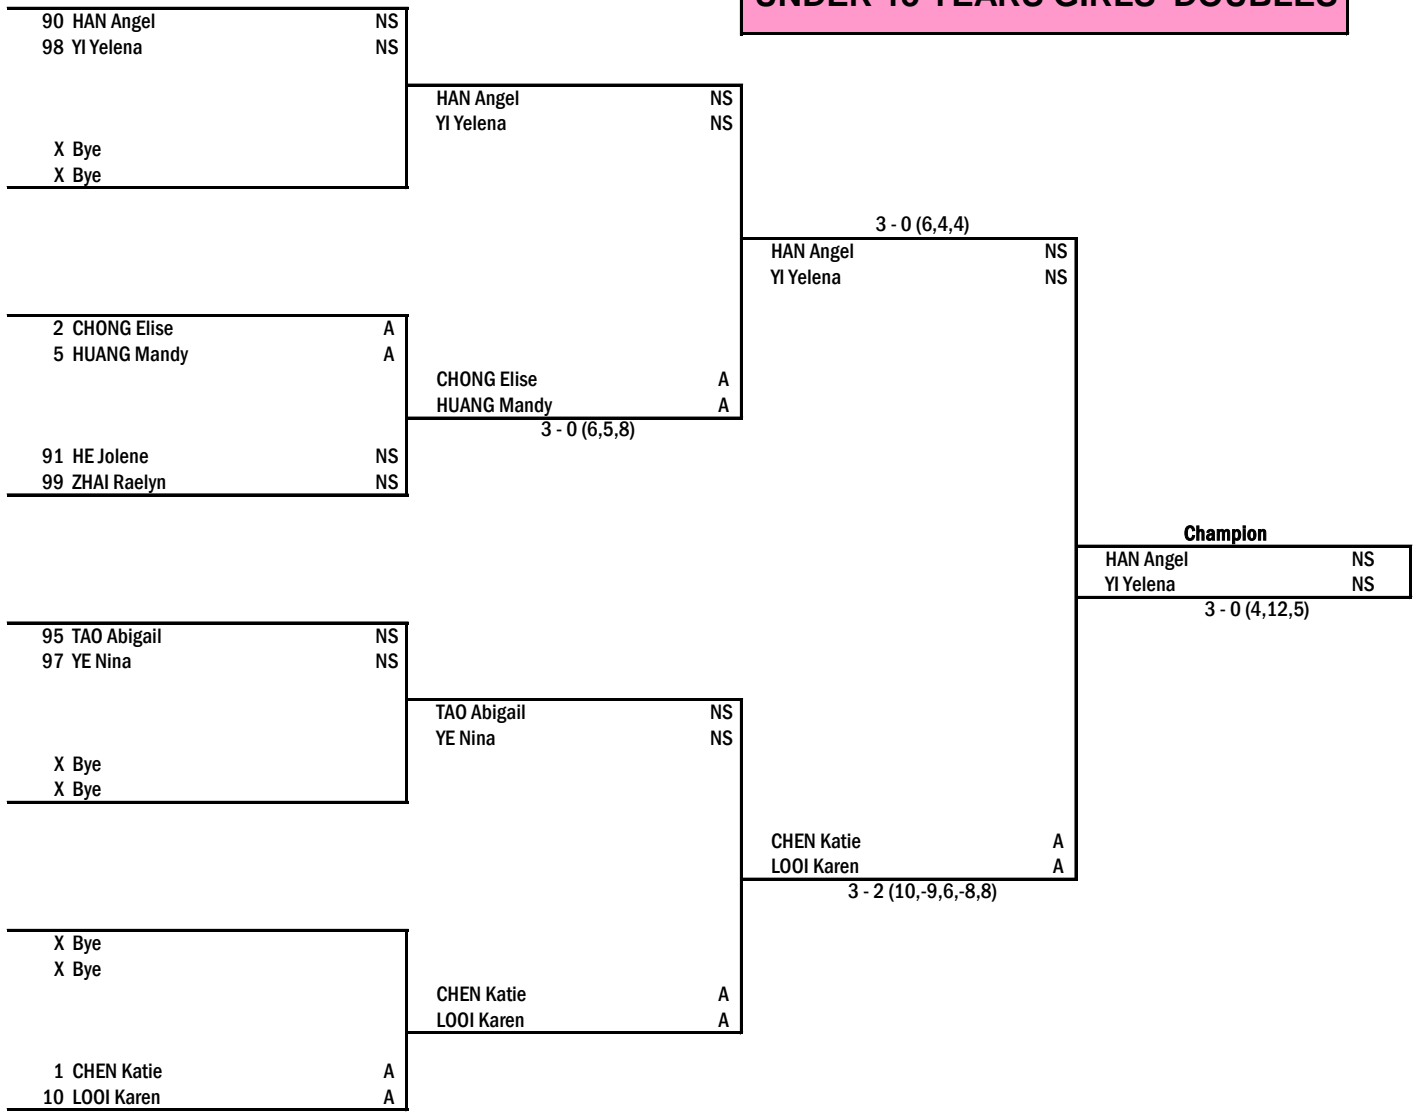 UNDER YEARS GIRLS' DOUBLES
90 HAN Angel NS
98 YI Yelena NS
HAN Angel NS
YI Yelena NS
X Bye
X Bye
3 - 0 (6,4,4)
HAN Angel NS
YI Yelena NS
2 CHONG Elise A
5 HUANG Mandy A
CHONG Elise A
HUANG Mandy A
3 - 0 (6,5,8)
91 HE Jolene NS
99 ZHAI Raelyn NS
Champion
HAN Angel NS
YI Yelena NS
3 - 0 (4,12,5)
95 TAO Abigail NS
97 YE Nina NS
TAO Abigail NS
YE Nina NS
X Bye
X Bye
CHEN Katie A
LOOI Karen A
3 - 2 (10,-9,6,-8,8)
X Bye
X Bye
CHEN Katie A
LOOI Karen A
1 CHEN Katie A
10 LOOI Karen A